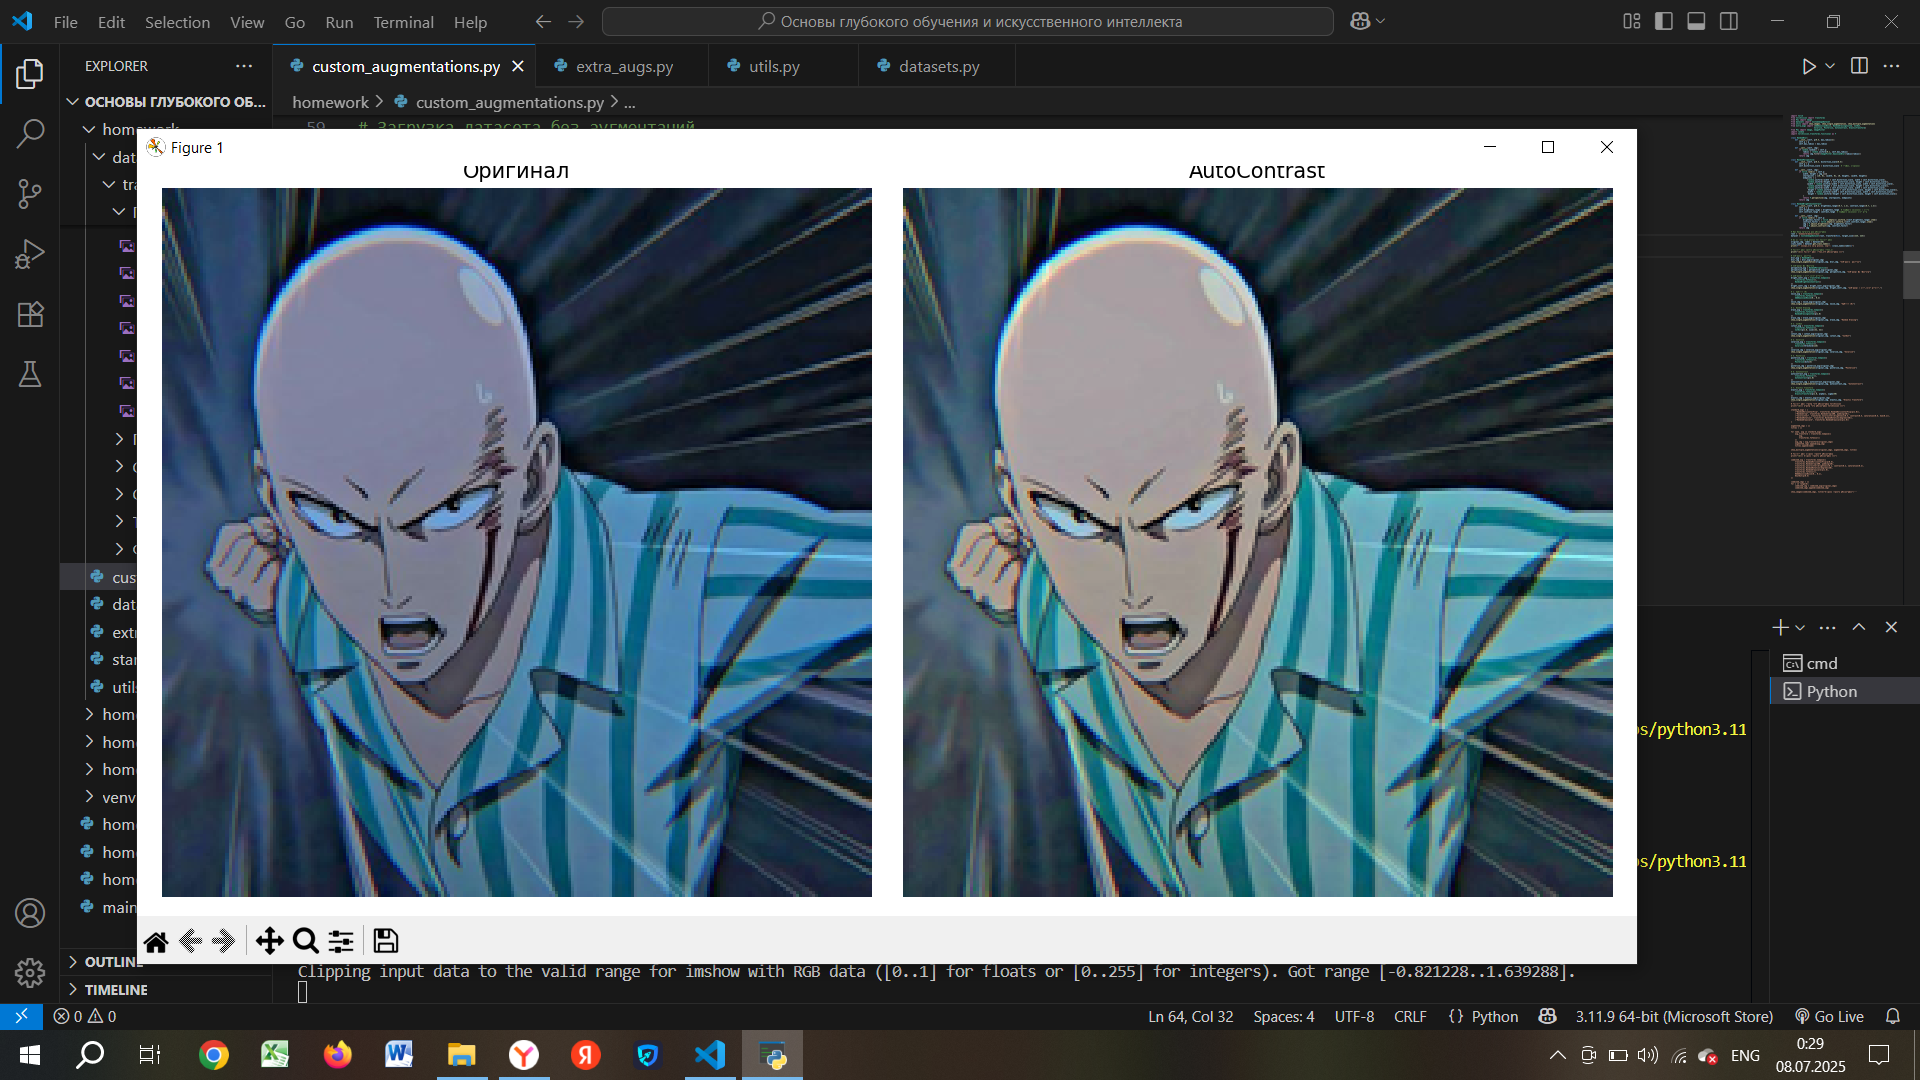 File Edit Selection View Go Run Terminal Help
Основы глубокого обучения и искусственного интеллекта
EXPLORER
custom_augmentations.py
extra_augs.py
utils.py
datasets.py
ОСНОВЫ ГЛУБОКОГО ОБ...
homework > custom_augmentations.py > ...
homework
59 # Загрузка датасета без аугментаций
Figure 1
dat
tr
Оригинал
AutoContrast
cus
dat
extr
star
utils
hom
hom
hom
venv
hom
hom
hom
main
cmd
Python
os/python3.11
os/python3.11
OUTLINE
TIMELINE
Clipping input data to the valid range for imshow with RGB data ([0..1] for floats or [0..255] for integers). Got range [-0.821228..1.639288].
0 0
Ln 64, Col 32 Spaces: 4 UTF-8 CRLF {} Python 3.11.9 64-bit (Microsoft Store) Go Live
ENG
0:29
08.07.2025